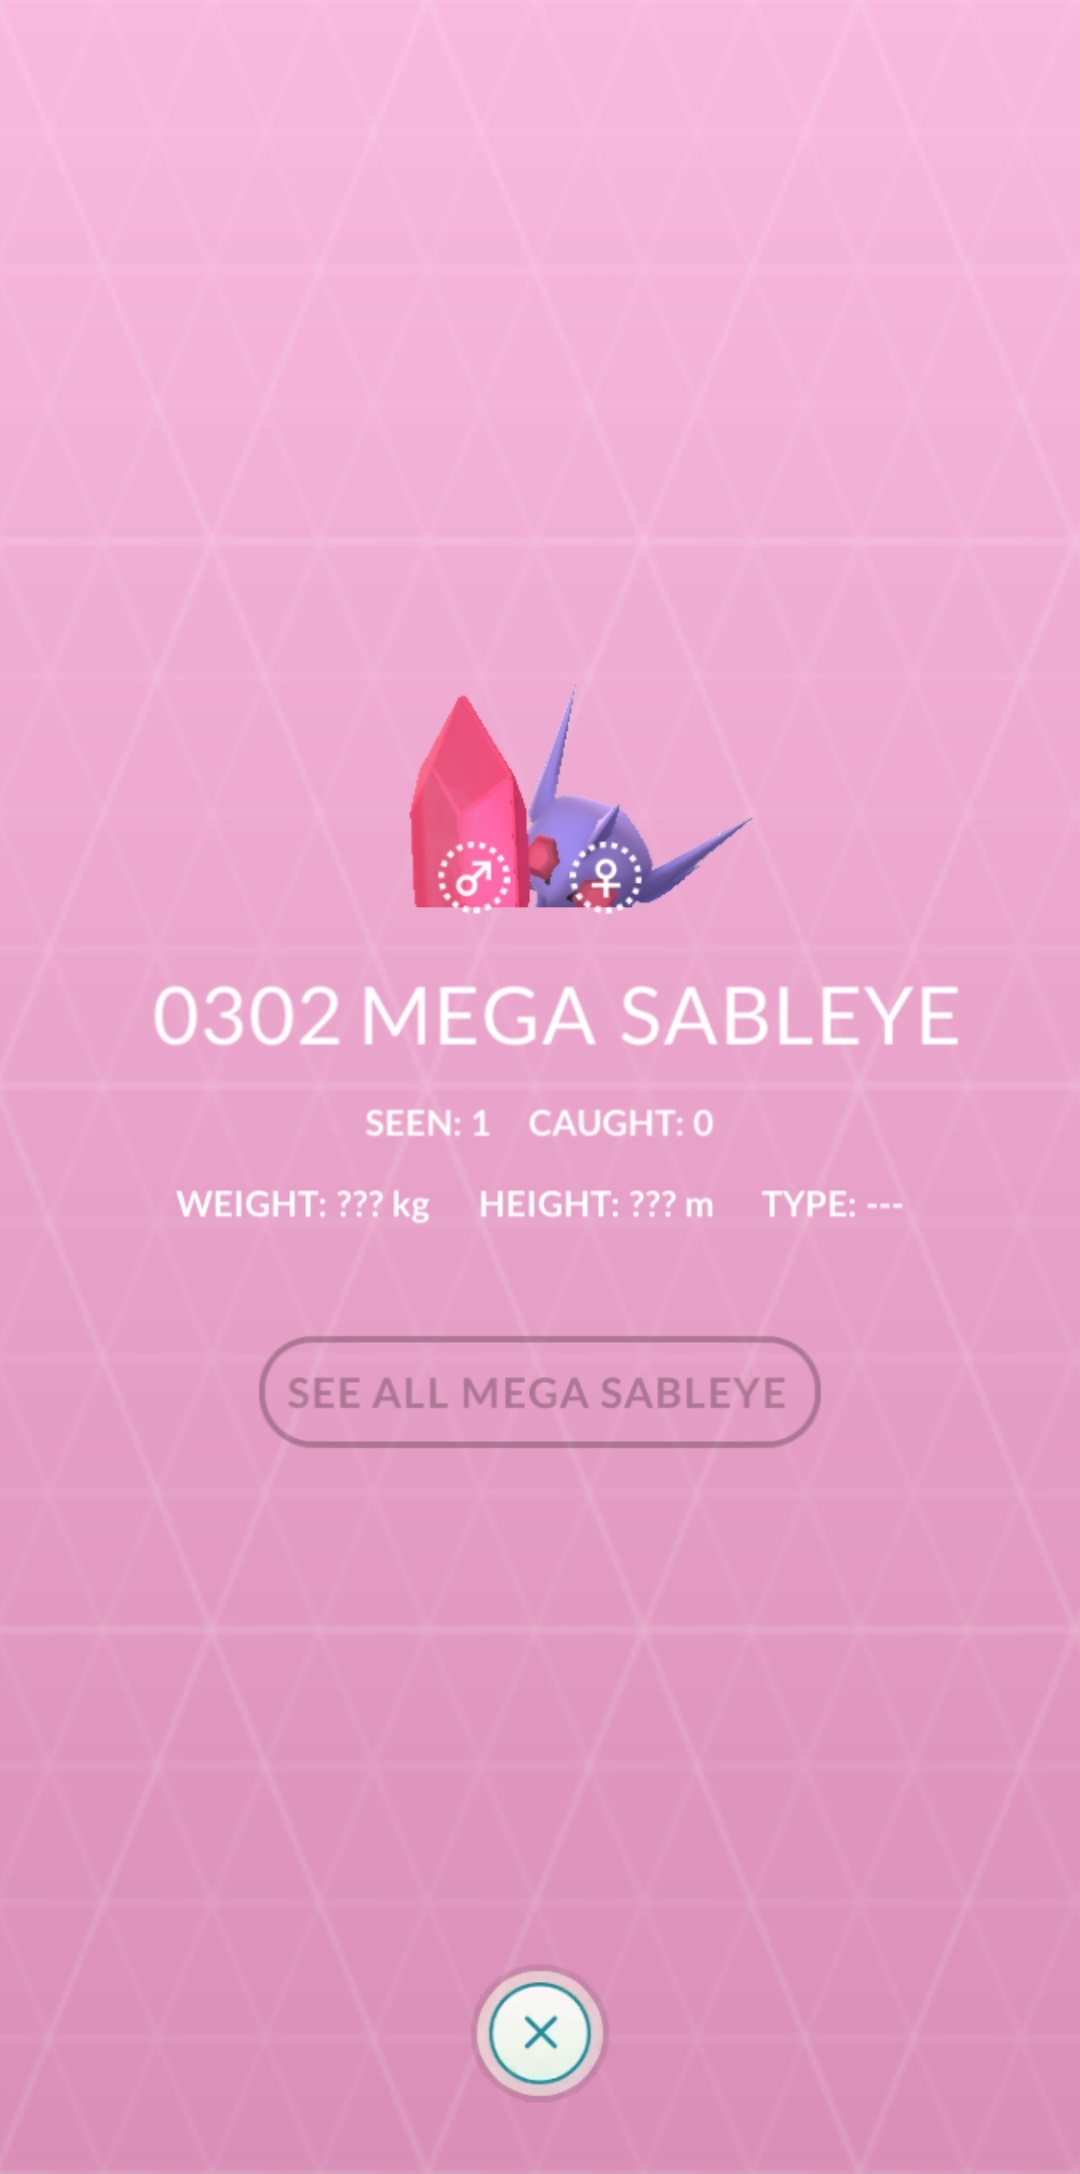 0302 MEGA SABLEYE
SEEN: 1 CAUGHT: 0
WEIGHT: ??? kg HEIGHT: ??? m TYPE: ---
SEE ALL MEGA SABLEYE